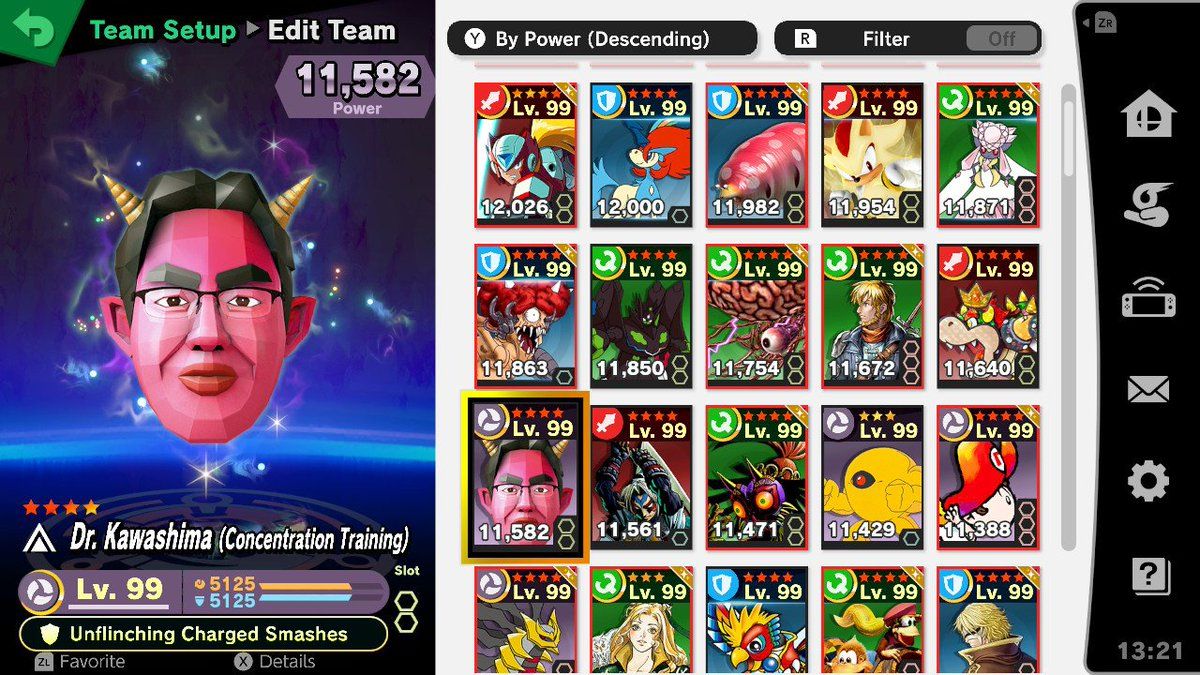 Team Setup ▶ Edit Team
11,582
Power
★★★★
Dr. Kawashima (Concentration Training)
Lv. 99
5125
5125
Slot
Unflinching Charged Smashes
ZL Favorite
X Details
Y By Power (Descending)
R Filter Off
Lv. 99 Lv. 99 Lv. 99 Lv. 99 Lv. 99
12,026 12,000 11,982 11,954 11,871
Lv. 99 Lv. 99 Lv. 99 Lv. 99 Lv. 99
11,863 11,850 11,754 11,672 11,640
Lv. 99 Lv. 99 Lv. 99 Lv. 99 Lv. 99
11,582 11,561 11,471 11,429 11,388
Lv. 99 Lv. 99 Lv. 99 Lv. 99 Lv. 99
ZR
?
13:21